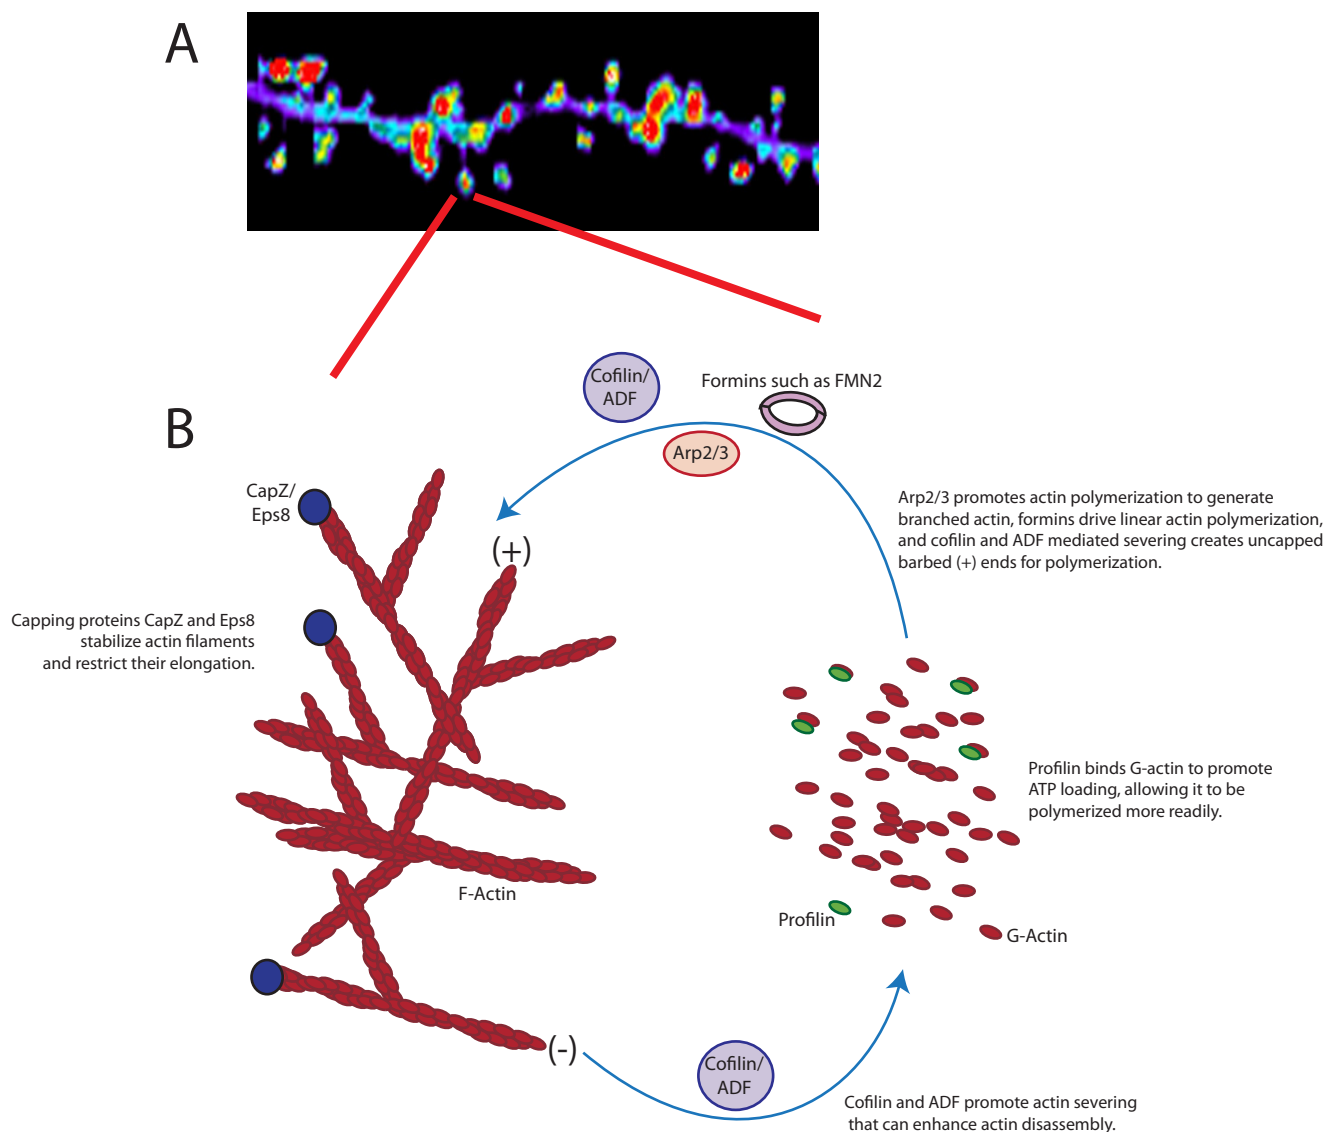 A
Cofilin/
ADF
Formins such as FMN2
Arp2/3
B
CapZ/
Eps8
(+)
Arp2/3 promotes actin polymerization to generate
branched actin, formins drive linear actin polymerization,
and cofilin and ADF mediated severing creates uncapped
barbed (+) ends for polymerization.
Capping proteins CapZ and Eps8
stabilize actin filaments
and restrict their elongation.
Profilin binds G-actin to promote
ATP loading, allowing it to be
polymerized more readily.
F-Actin
Profilin
G-Actin
(-)
Cofilin/
ADF
Cofilin and ADF promote actin severing
that can enhance actin disassembly.